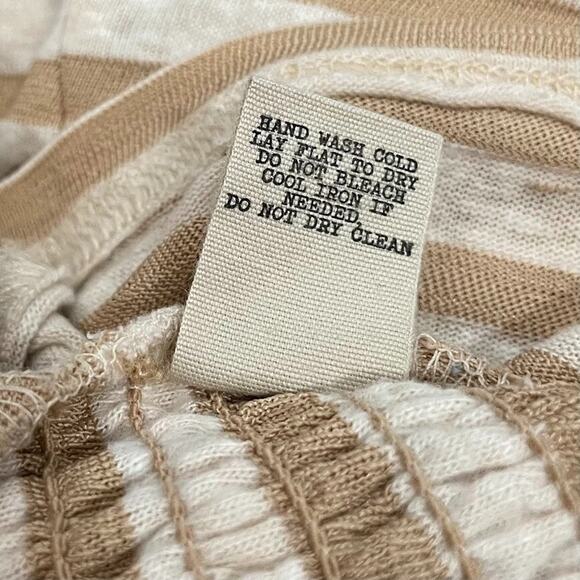 HAND WASH COLD
LAY FLAT TO DRY
DO NOT BLEACH
COOL IRON IF
NEEDED,
DO NOT DRY CLEAN